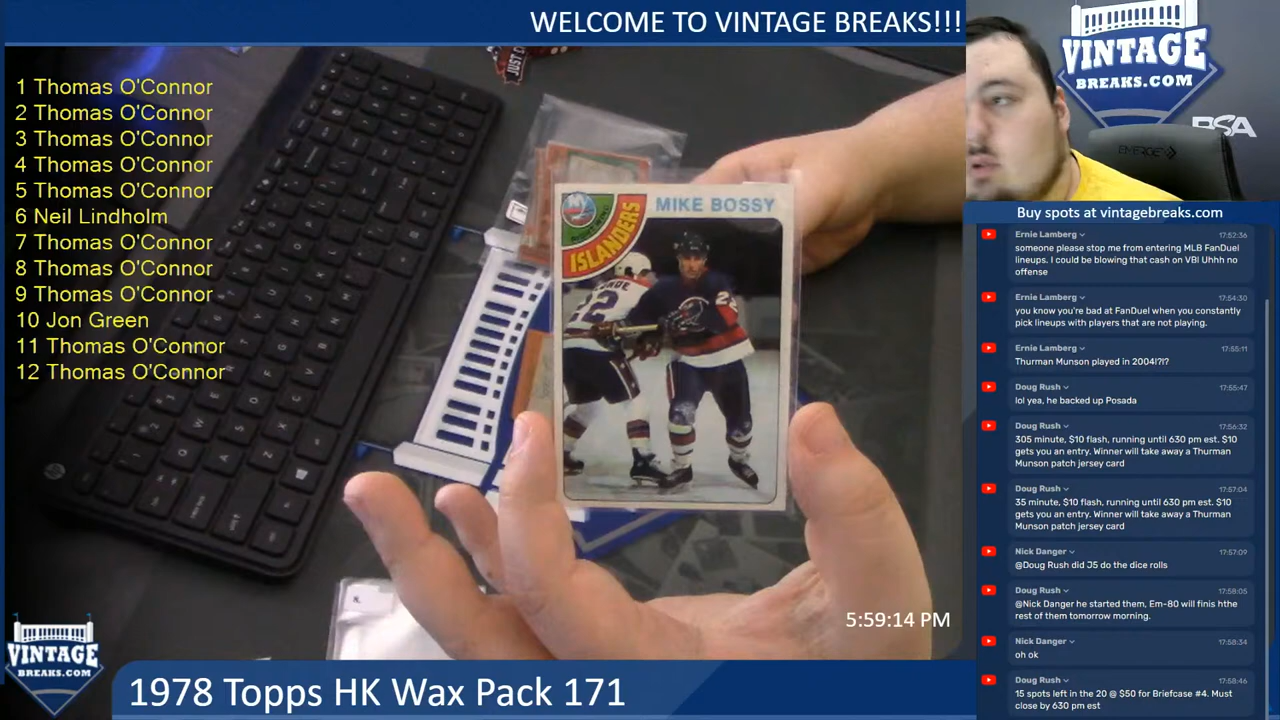 WELCOME TO VINTAGE BREAKS!!!
1 Thomas O'Connor
2 Thomas O'Connor
3 Thomas O'Connor
4 Thomas O'Connor
5 Thomas O'Connor
6 Neil Lindholm
7 Thomas O'Connor
8 Thomas O'Connor
9 Thomas O'Connor
10 Jon Green
11 Thomas O'Connor
12 Thomas O'Connor
JUST
MIKE BOSSY
ISLANDERS
22
5:59:14 PM
VINTAGE
BREAKS.COM
1978 Topps HK Wax Pack 171
VINTAGE
BREAKS.COM
PSA
Buy spots at vintagebreaks.com
Ernie Lamberg 17:52:36
someone please stop me from entering MLB FanDuel
lineups. I could be blowing that cash on VBI Uhhh no
offense
Ernie Lamberg 17:54:30
you know you're bad at FanDuel when you constantly
pick lineups with players that are not playing.
Ernie Lamberg 17:55:11
Thurman Munson played in 2004!?!?
Doug Rush 17:55:47
lol yea, he backed up Posada
Doug Rush 17:56:32
305 minute, $10 flash, running until 630 pm est. $10
gets you an entry. Winner will take away a Thurman
Munson patch jersey card
Doug Rush 17:57:04
35 minute, $10 flash, running until 630 pm est. $10
gets you an entry. Winner will take away a Thurman
Munson patch jersey card
Nick Danger 17:57:09
@Doug Rush did J5 do the dice rolls
Doug Rush 17:58:05
@Nick Danger he started them, Em-80 will finis hthe
rest of them tomorrow morning.
Nick Danger 17:58:34
oh ok
Doug Rush 17:58:46
15 spots left in the 20 @ $50 for Briefcase #4. Must
close by 630 pm est